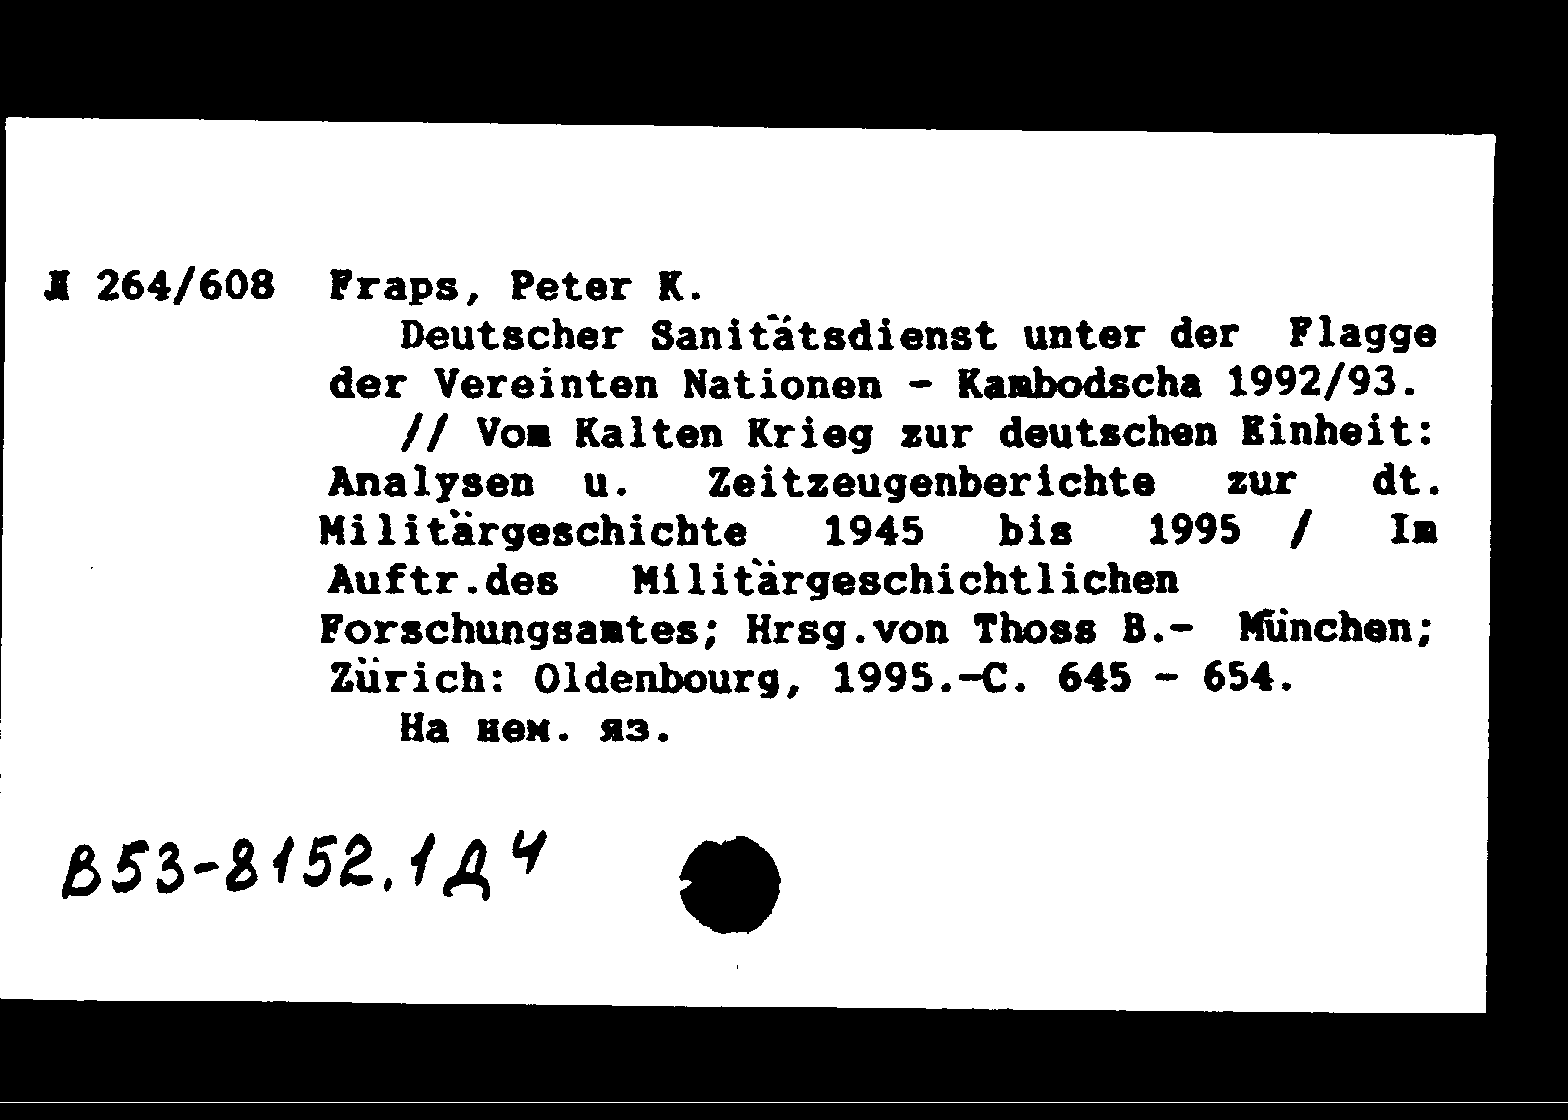 Л 264/608 Fraps, Peter K.
Deutscher Sanitätsdienst unter der Flagge
der Vereinten Nationen - Kambodscha 1992/93.
// Vom Kalten Krieg zur deutschen Einheit:
Analysen u. Zeitzeugenberichte zur dt.
Militärgeschichte 1945 bis 1995 / Im
Auftr.des Militärgeschichtlichen
Forschungsamtes; Hrsg.von Thoss B.- München;
Zürich: Oldenbourg, 1995.-С. 645 - 654.
На нем. яз.
B53-8152.1Д4